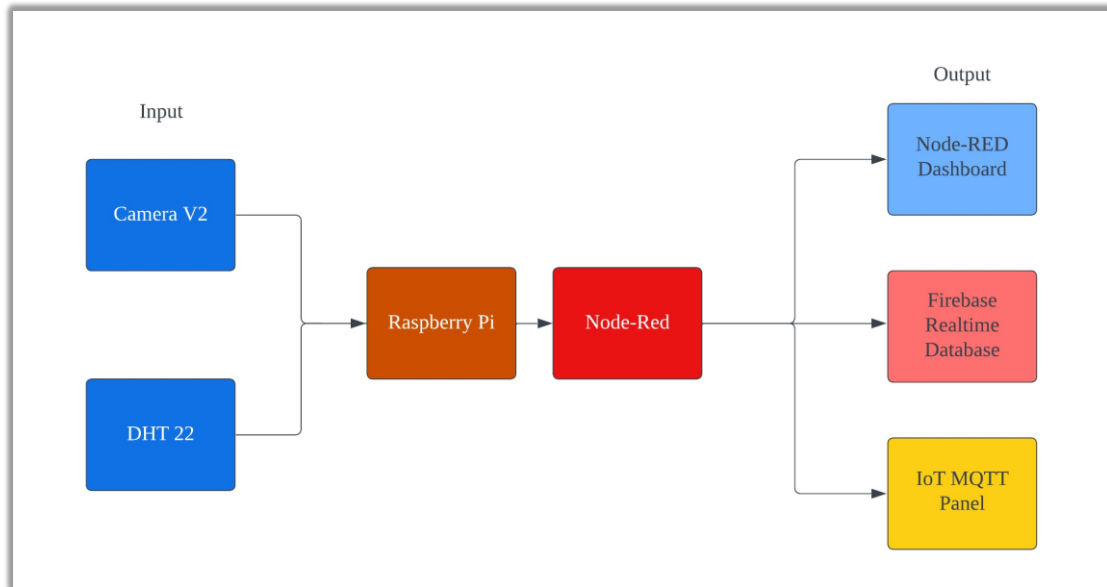 Input
Camera V2
DHT 22
Raspberry Pi
Node-Red
Output
Node-RED
Dashboard
Firebase
Realtime
Database
IoT MQTT
Panel